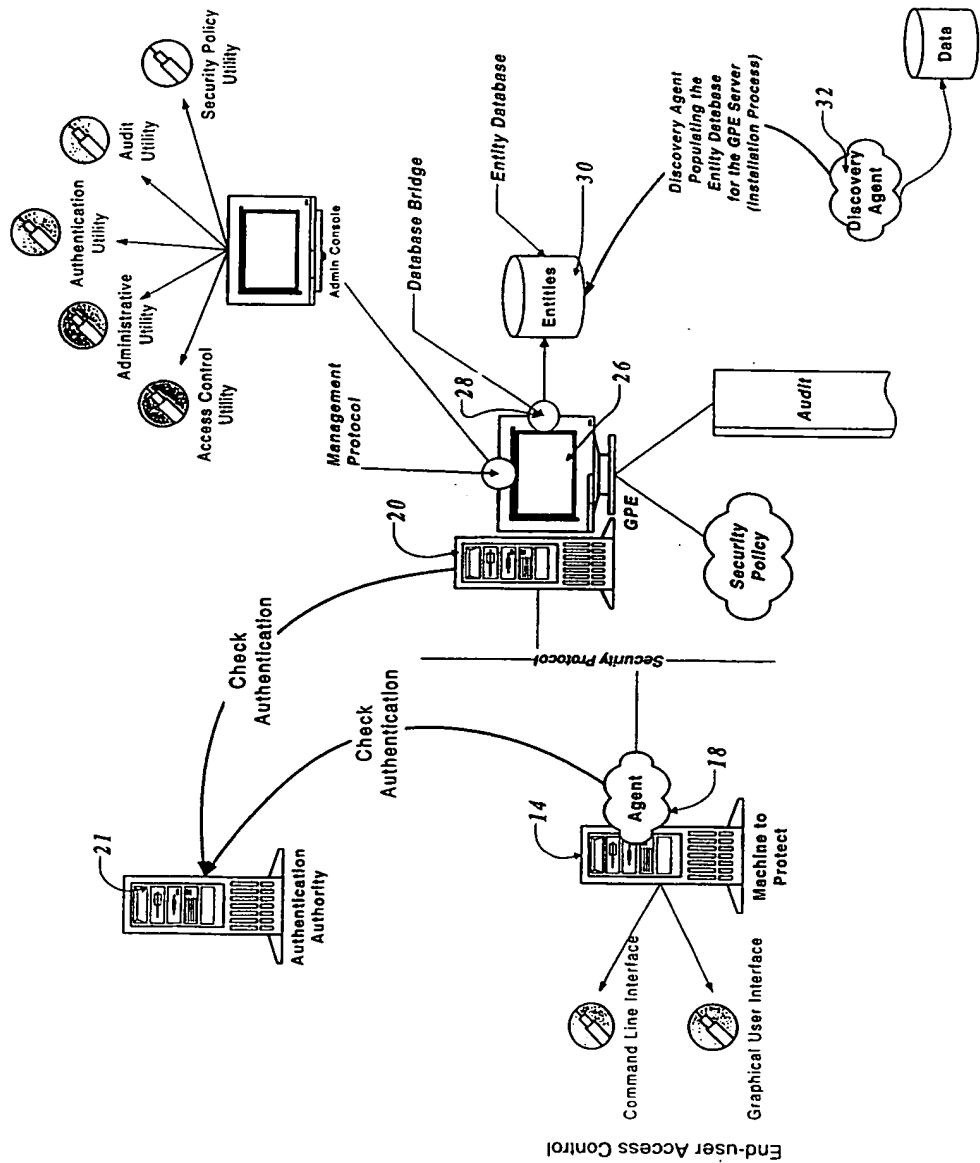 Security Policy
Utility
Audit
Utility
Authentication
Utility
Administrative
Utility
Access Control
Utility
Admin Console
Management
Protocol
Database Bridge
Entity Database
28
30
Entities
26
20
GPE
Discovery Agent
Populating the
Entity Database
for the GPE Server
(Installation Process)
32
Discovery
Agent
Data
Audit
Security
Policy
Security Protocol
Check
Authentication
Check
Authentication
21
Authentication
Authority
14
Agent
18
Machine to
Protect
Command Line Interface
Graphical User Interface
End-user Access Control